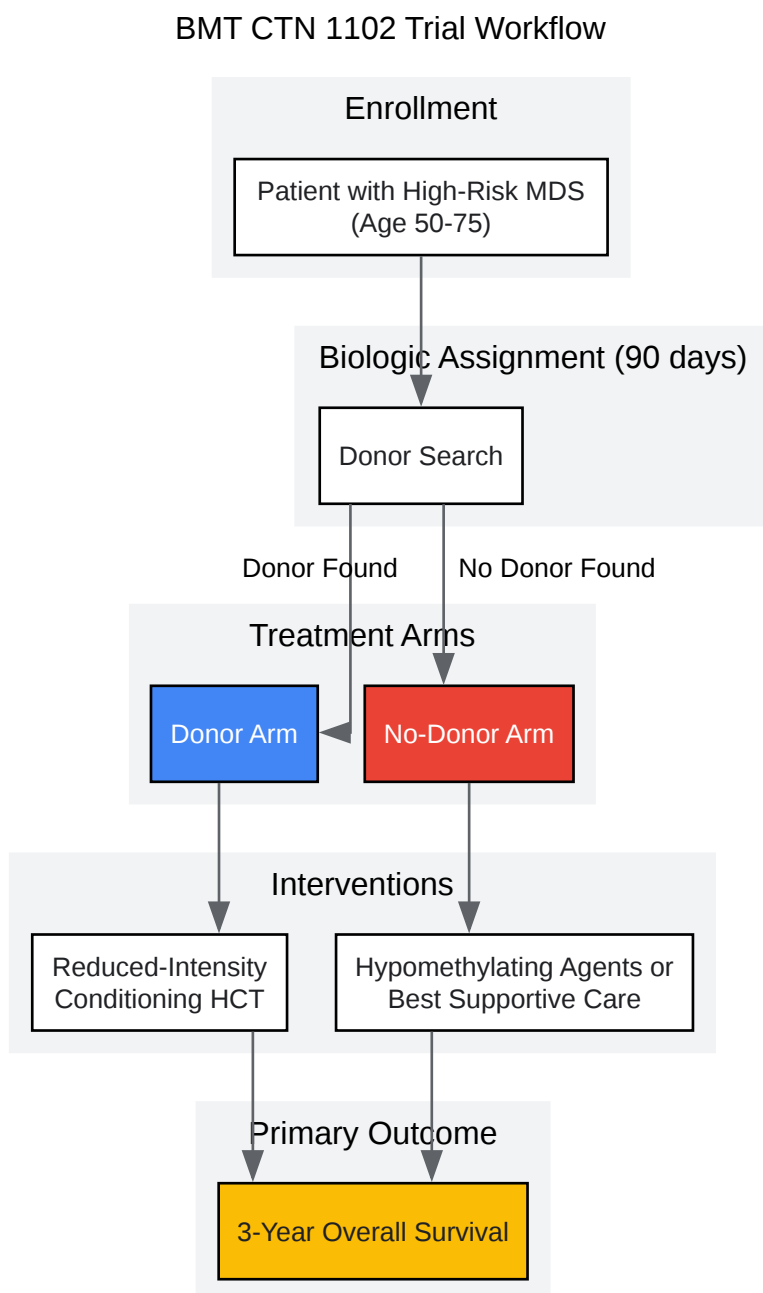 BMT CTN 1102 Trial Workflow
Enrollment
Patient with High-Risk MDS
(Age 50-75)
Biologic Assignment (90 days)
Donor Search
Donor Found
No Donor Found
Treatment Arms
Donor Arm
No-Donor Arm
Interventions
Reduced-Intensity
Conditioning HCT
Hypomethylating Agents or
Best Supportive Care
Primary Outcome
3-Year Overall Survival